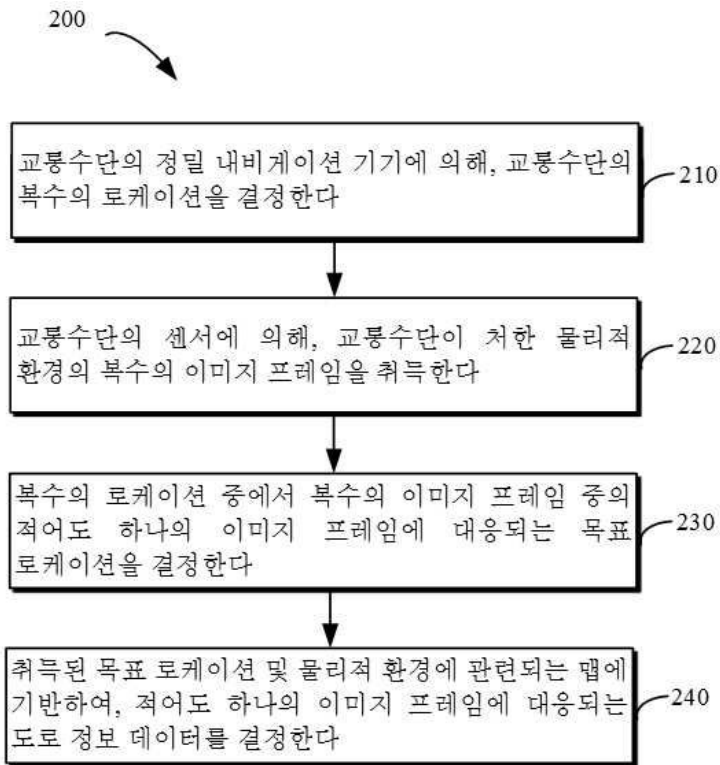 200
교통수단의 정밀 내비게이션 기기에 의해, 교통수단의
복수의 로케이션을 결정한다
210
교통수단의 센서에 의해, 교통수단이 처한 물리적
환경의 복수의 이미지 프레임을 취득한다
220
복수의 로케이션 중에서 복수의 이미지 프레임 중의
적어도 하나의 이미지 프레임에 대응되는 목표
로케이션을 결정한다
230
취득된 목표 로케이션 및 물리적 환경에 관련되는 맵에
기반하여, 적어도 하나의 이미지 프레임에 대응되는
도로 정보 데이터를 결정한다
240